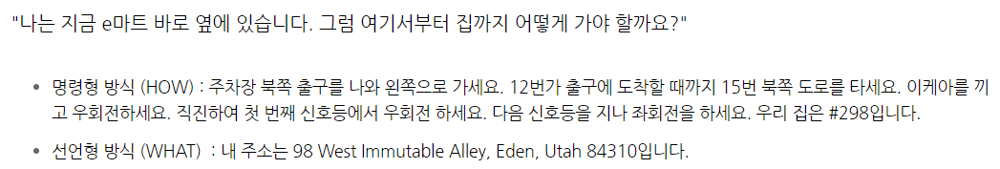 "나는 지금 e마트 바로 옆에 있습니다. 그럼 여기서부터 집까지 어떻게 가야 할까요?"
• 명령형 방식 (HOW) : 주차장 북쪽 출구를 나와 왼쪽으로 가세요. 12번가 출구에 도착할 때까지 15번 북쪽 도로를 타세요. 이케아를 끼
고 우회전하세요. 직진하여 첫 번째 신호등에서 우회전 하세요. 다음 신호등을 지나 좌회전을 하세요. 우리 집은 #298입니다.
• 선언형 방식 (WHAT) : 내 주소는 98 West Immutable Alley, Eden, Utah 84310입니다.